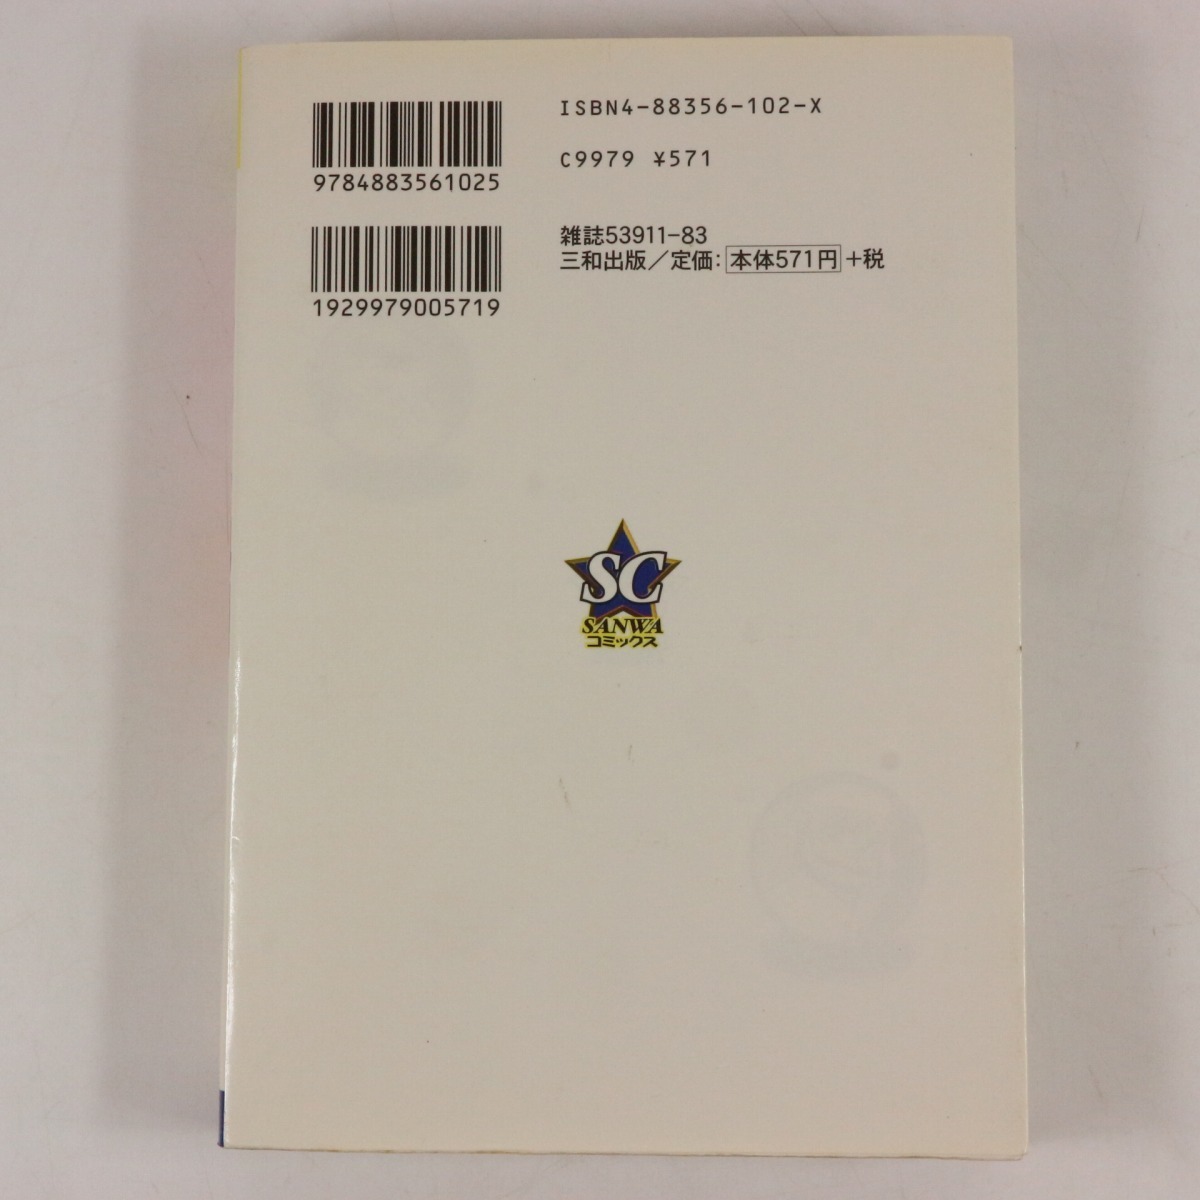 ISBN4-88356-102-X
9784883561025
C9979 ¥571
雑誌53911-83
三和出版／定価: 本体571円+税
1929979005719
SC
SANWA
コミックス